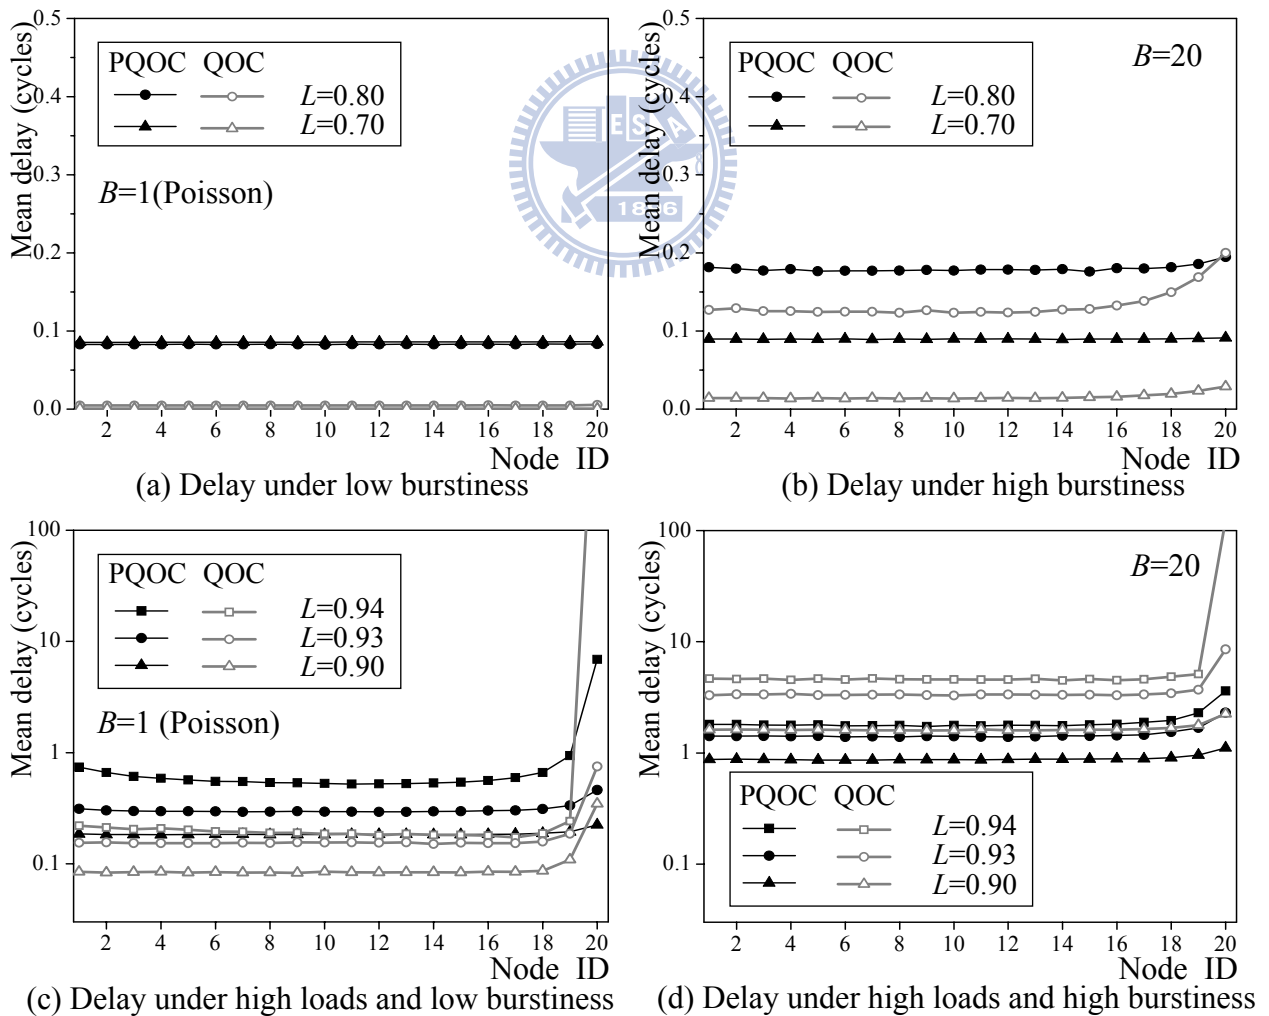 Mean delay (cycles)
0.5
0.4
0.3
0.2
0.1
0.0
PQOC QOC
L=0.80
L=0.70
B=1(Poisson)
2 4 6 8 10 12 14 16 18 20
Node ID
(a) Delay under low burstiness
Mean delay (cycles)
0.5
0.4
0.3
0.2
0.1
0.0
PQOC QOC
L=0.80
L=0.70
B=20
2 4 6 8 10 12 14 16 18 20
Node ID
(b) Delay under high burstiness
ES A
1896
Mean delay (cycles)
100
10
1
0.1
PQOC QOC
L=0.94
L=0.93
L=0.90
B=1 (Poisson)
2 4 6 8 10 12 14 16 18 20
Node ID
(c) Delay under high loads and low burstiness
Mean delay (cycles)
100
10
1
0.1
B=20
PQOC QOC
L=0.94
L=0.93
L=0.90
2 4 6 8 10 12 14 16 18 20
Node ID
(d) Delay under high loads and high burstiness